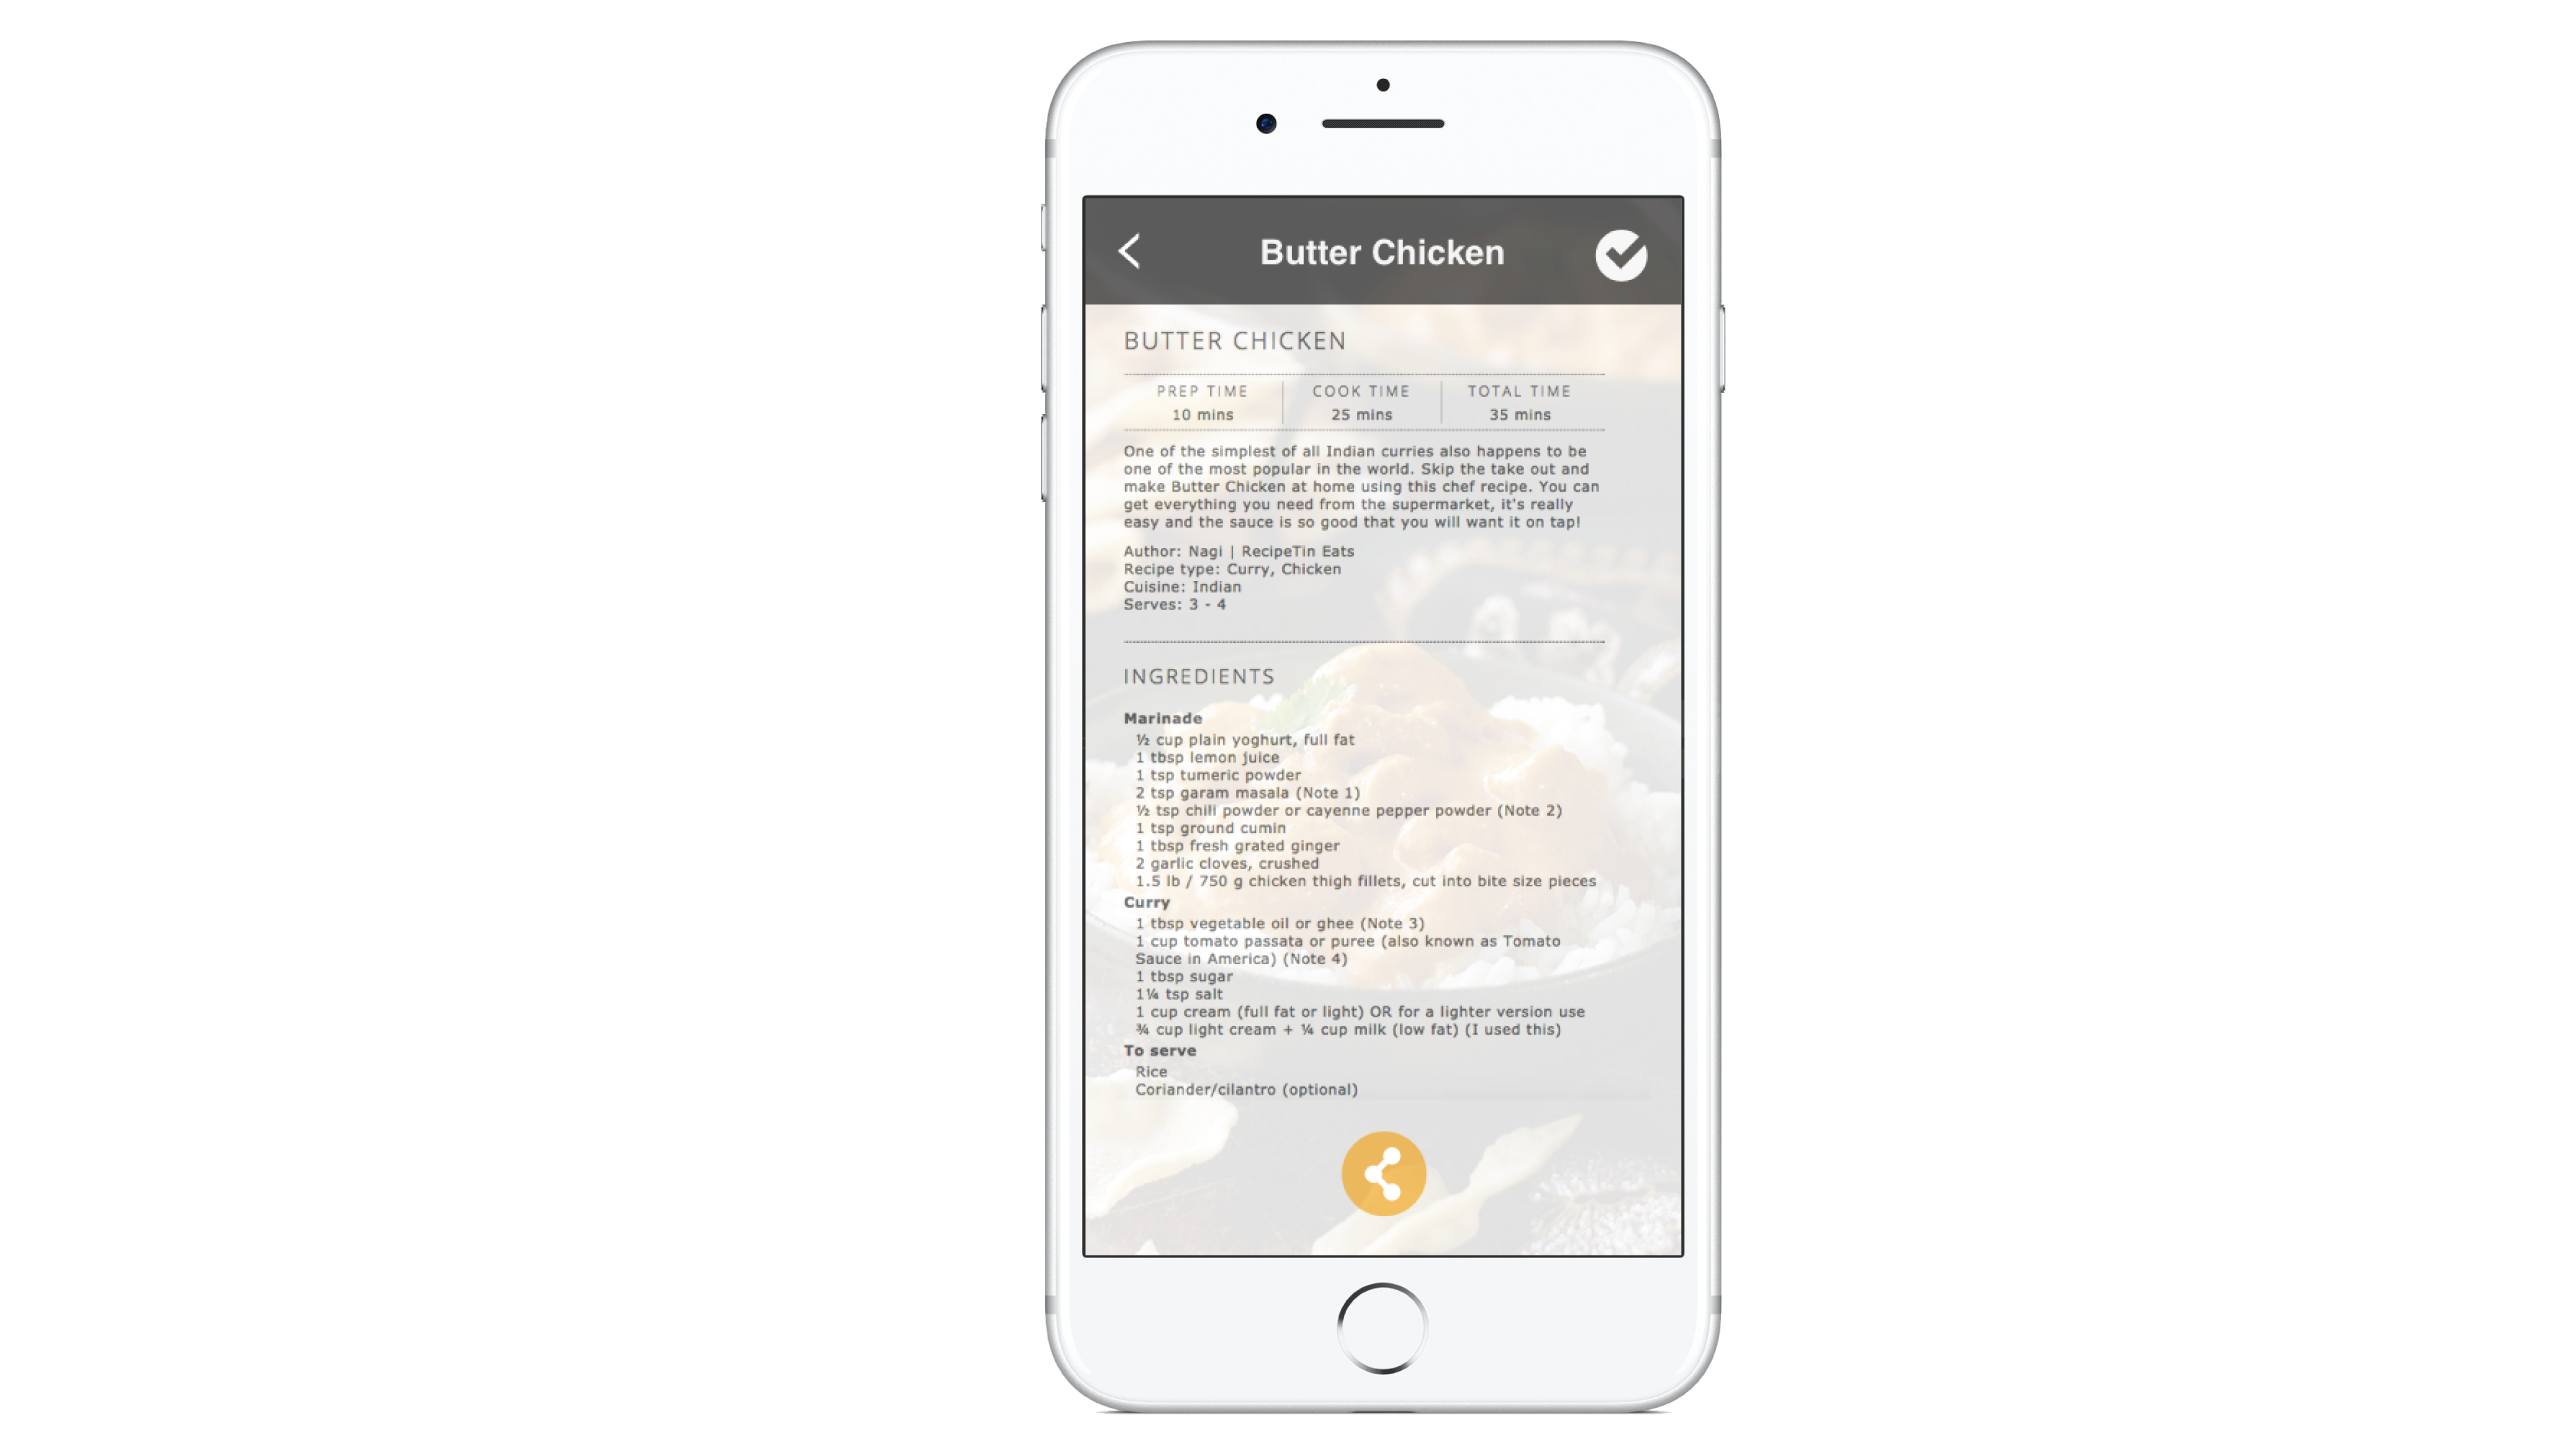 Butter Chicken
BUTTER CHICKEN
PREP TIME COOK TIME TOTAL TIME
10 mins 25 mins 35 mins
One of the simplest of all Indian curries also happens to be
one of the most popular in the world. Skip the take out and
make Butter Chicken at home using this chef recipe. You can
get everything you need from the supermarket, it's really
easy and the sauce is so good that you will want it on tap!
Author: Nagi | RecipeTin Eats
Recipe type: Curry, Chicken
Cuisine: Indian
Serves: 3 - 4
INGREDIENTS
Marinade
½ cup plain yoghurt, full fat
1 tbsp lemon juice
1 tsp tumeric powder
2 tsp garam masala (Note 1)
½ tsp chili powder or cayenne pepper powder (Note 2)
1 tsp ground cumin
1 tbsp fresh grated ginger
2 garlic cloves, crushed
1.5 lb / 750 g chicken thigh fillets, cut into bite size pieces
Curry
1 tbsp vegetable oil or ghee (Note 3)
1 cup tomato passata or puree (also known as Tomato
Sauce in America) (Note 4)
1 tbsp sugar
1¼ tsp salt
1 cup cream (full fat or light) OR for a lighter version use
¾ cup light cream + ¼ cup milk (low fat) (I used this)
To serve
Rice
Coriander/cilantro (optional)